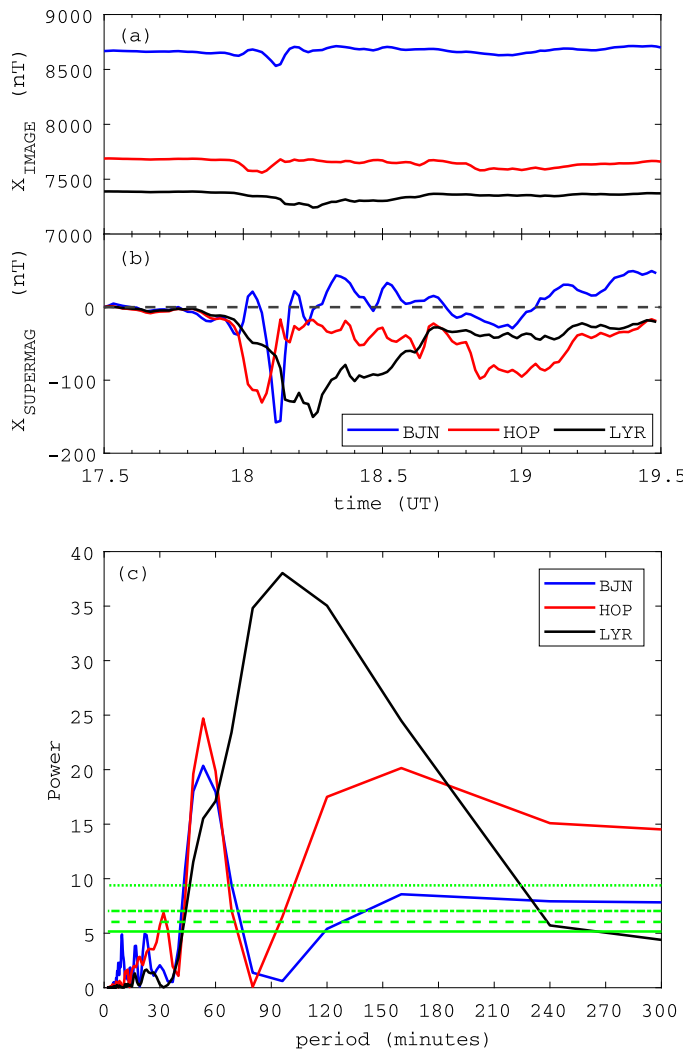 9000
(a)
8500
8000
7500
7000
X_IMAGE (nT)
(b)
0
-100
-200
X_SUPERMAG (nT)
BJN HOP LYR
17.5 18 18.5 19 19.5
time (UT)
40
(c)
BJN
HOP
LYR
35
30
25
20
15
10
5
0
Power
0 30 60 90 120 150 180 210 240 270 300
period (minutes)